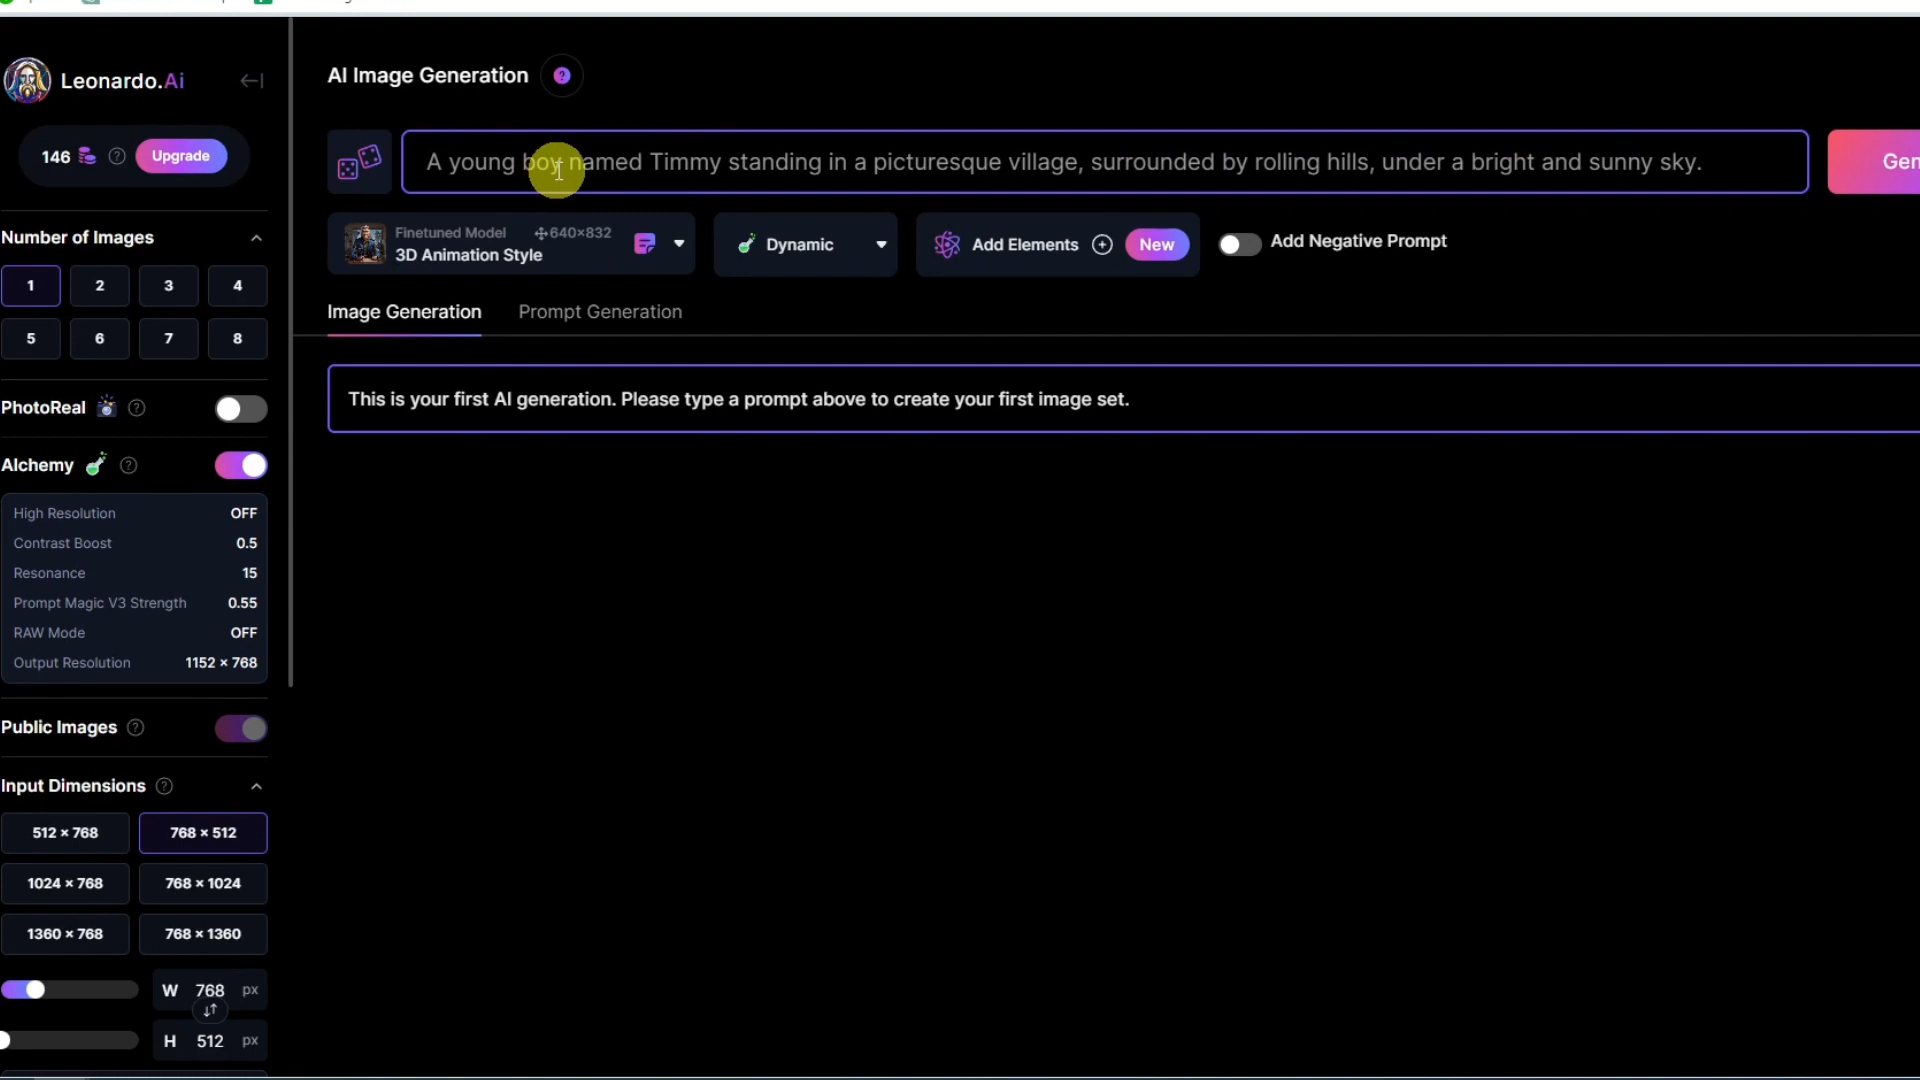 Leonardo.Ai
146
Upgrade
Number of Images
1 2 3 4
5 6 7 8
PhotoReal
Alchemy
High Resolution OFF
Contrast Boost 0.5
Resonance 15
Prompt Magic V3 Strength 0.55
RAW Mode OFF
Output Resolution 1152 × 768
Public Images
Input Dimensions
512 × 768 768 × 512
1024 × 768 768 × 1024
1360 × 768 768 × 1360
W 768 px
H 512 px
AI Image Generation
A young boy named Timmy standing in a picturesque village, surrounded by rolling hills, under a bright and sunny sky.
Gen
Finetuned Model 640×832
3D Animation Style
Dynamic
Add Elements
New
Add Negative Prompt
Image Generation
Prompt Generation
This is your first AI generation. Please type a prompt above to create your first image set.